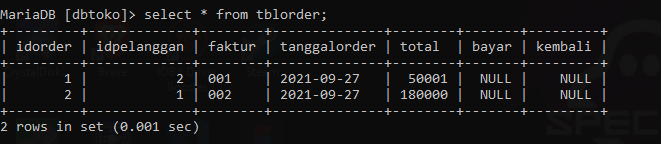 MariaDB [dbtoko]> select * from tblorder;
+---------+-------------+--------+--------------+--------+-------+---------+
| idorder | idpelanggan | faktur | tanggalorder | total  | bayar | kembali |
+---------+-------------+--------+--------------+--------+-------+---------+
|       1 |           2 | 001    | 2021-09-27   |  50001 |  NULL |    NULL |
|       2 |           1 | 002    | 2021-09-27   | 180000 |  NULL |    NULL |
+---------+-------------+--------+--------------+--------+-------+---------+
2 rows in set (0.001 sec)
SPEC